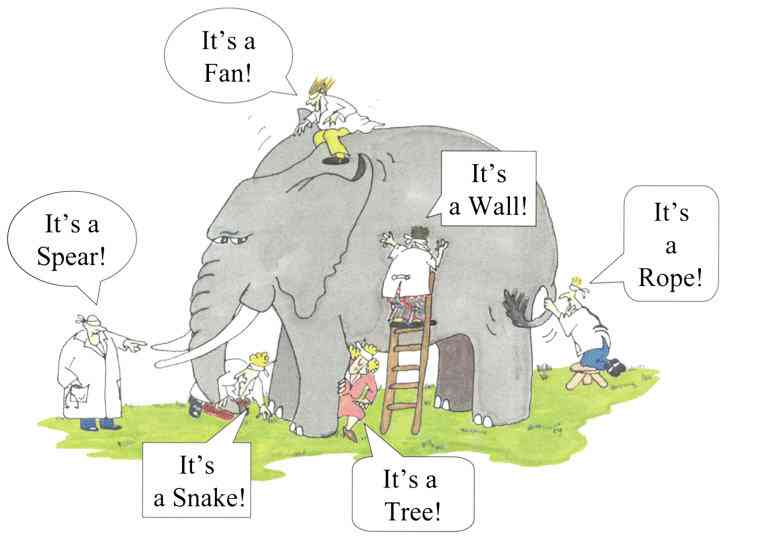 It's a
Fan!
It's
a Wall!
It's
a
Rope!
It's a
Spear!
It's
a Snake!
It's a
Tree!